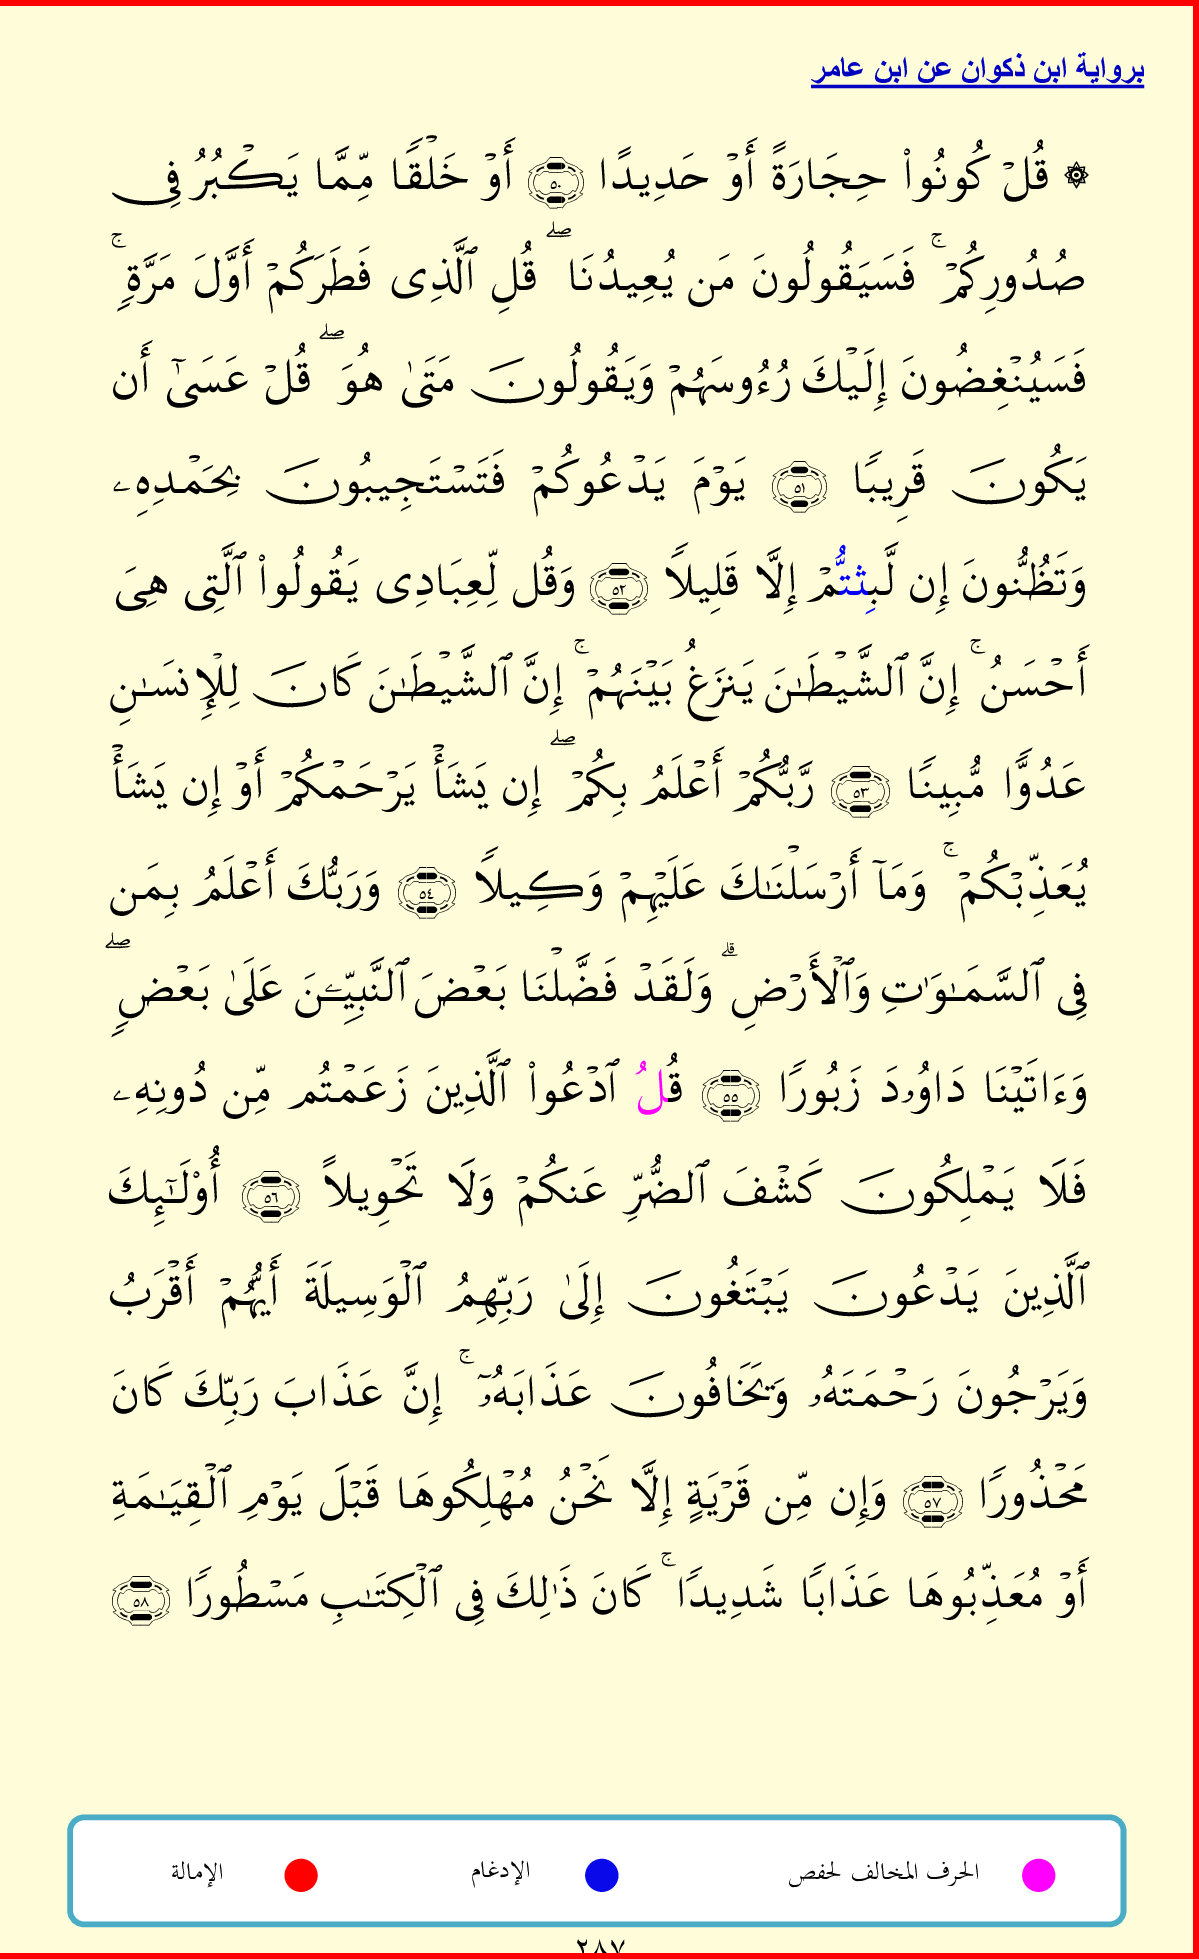 برواية ابن ذكوان عن ابن عامر
۞ قُلۡ كُونُواْ حِجَارَةً أَوۡ حَدِيدًا ٥٠ أَوۡ خَلۡقًا مِّمَّا يَكۡبُرُ فِى
صُدُورِكُمۡۚ فَسَيَقُولُونَ مَن يُعِيدُنَاۖ قُلِ ٱلَّذِى فَطَرَكُمۡ أَوَّلَ مَرَّةٍۚ
فَسَيُنۡغِضُونَ إِلَيۡكَ رُءُوسَهُمۡ وَيَقُولُونَ مَتَىٰ هُوَۖ قُلۡ عَسَىٰٓ أَن
يَكُونَ قَرِيبًا ٥١ يَوۡمَ يَدۡعُوكُمۡ فَتَسۡتَجِيبُونَ بِحَمۡدِهِۦ
وَتَظُنُّونَ إِن لَّبِثتُّمۡ إِلَّا قَلِيلاً ٥٢ وَقُل لِّعِبَادِى يَقُولُواْ ٱلَّتِى هِىَ
أَحۡسَنُۚ إِنَّ ٱلشَّيۡطَٰنَ يَنزَغُ بَيۡنَهُمۡۚ إِنَّ ٱلشَّيۡطَٰنَ كَانَ لِلۡإِنسَٰنِ
عَدُوًّا مُّبِينًا ٥٣ رَّبُّكُمۡ أَعۡلَمُ بِكُمۡۖ إِن يَشَأۡ يَرۡحَمۡكُمۡ أَوۡ إِن يَشَأۡ
يُعَذِّبۡكُمۡۚ وَمَآ أَرۡسَلۡنَٰكَ عَلَيۡهِمۡ وَكِيلاً ٥٤ وَرَبُّكَ أَعۡلَمُ بِمَن
فِى ٱلسَّمَٰوَٰتِ وَٱلۡأَرۡضِۗ وَلَقَدۡ فَضَّلۡنَا بَعۡضَ ٱلنَّبِيِّـۧنَ عَلَىٰ بَعۡضٍۖ
وَءَاتَيۡنَا دَاوُۥدَ زَبُورًا ٥٥ قُلُ ٱدۡعُواْ ٱلَّذِينَ زَعَمۡتُم مِّن دُونِهِۦ
فَلَا يَمۡلِكُونَ كَشۡفَ ٱلضُّرِّ عَنكُمۡ وَلَا تَحۡوِيلاً ٥٦ أُوْلَٰٓئِكَ
ٱلَّذِينَ يَدۡعُونَ يَبۡتَغُونَ إِلَىٰ رَبِّهِمُ ٱلۡوَسِيلَةَ أَيُّهُمۡ أَقۡرَبُ
وَيَرۡجُونَ رَحۡمَتَهُۥ وَيَخَافُونَ عَذَابَهُۥٓۚ إِنَّ عَذَابَ رَبِّكَ كَانَ
مَحۡذُورًا ٥٧ وَإِن مِّن قَرۡيَةٍ إِلَّا نَحۡنُ مُهۡلِكُوهَا قَبۡلَ يَوۡمِ ٱلۡقِيَٰمَةِ
أَوۡ مُعَذِّبُوهَا عَذَابًا شَدِيدًاۚ كَانَ ذَٰلِكَ فِى ٱلۡكِتَٰبِ مَسۡطُورًا ٥٨
الحرف المخالف لحفص الإدغام الإمالة
٢٨٧